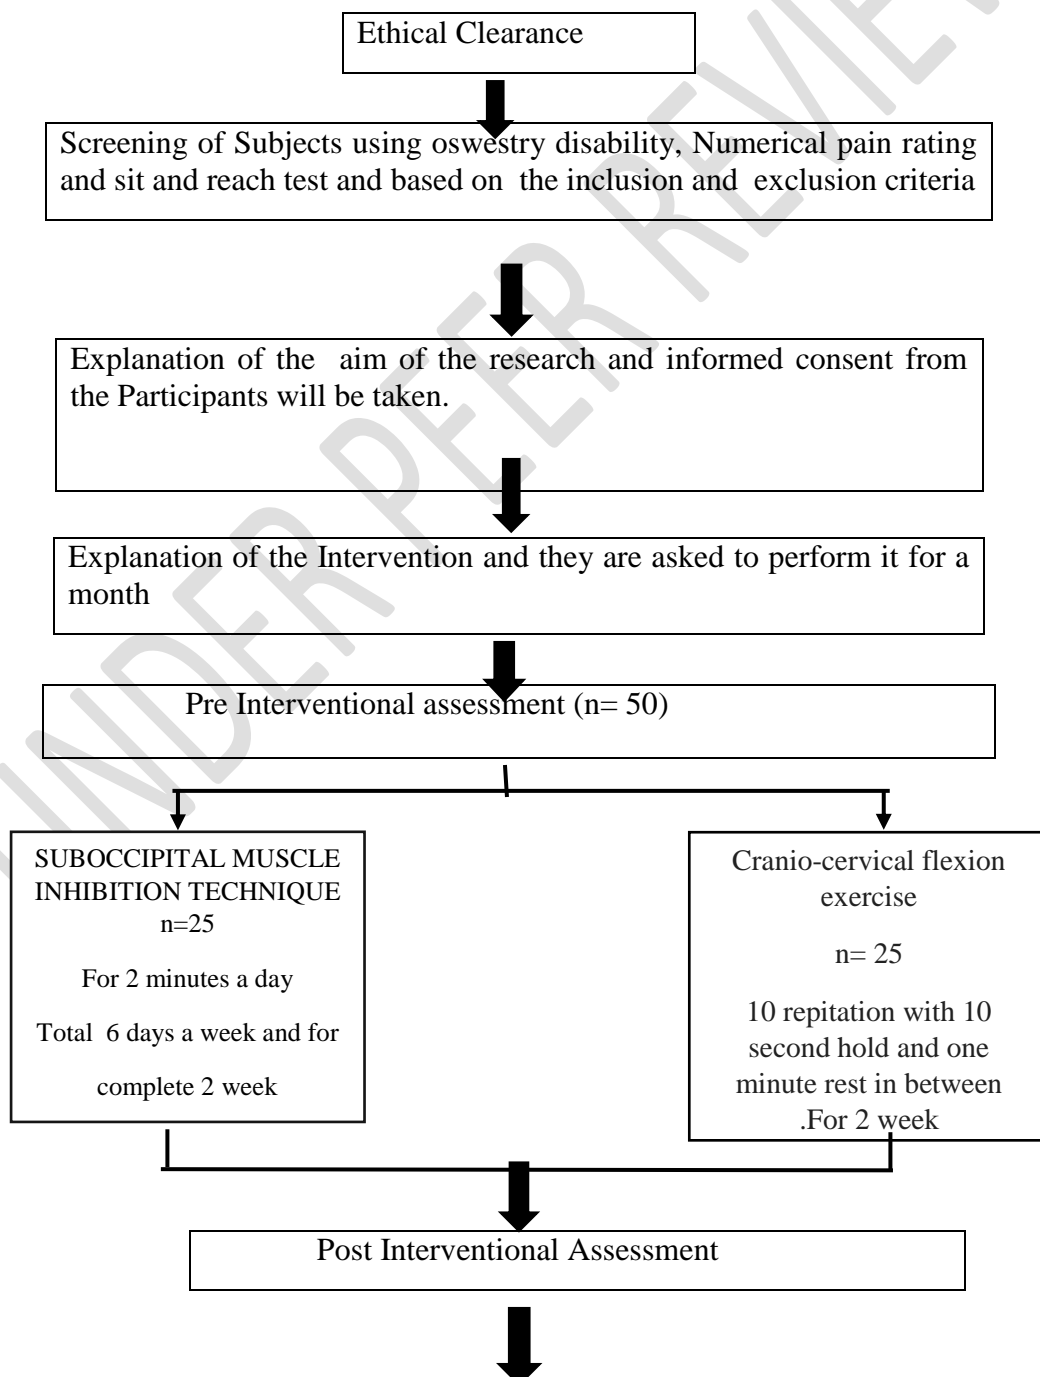 Ethical Clearance
Screening of Subjects using oswestry disability, Numerical pain rating
and sit and reach test and based on the inclusion and exclusion criteria
Explanation of the aim of the research and informed consent from
the Participants will be taken.
Explanation of the Intervention and they are asked to perform it for a
month
Pre Interventional assessment (n= 50)
SUBOCCIPITAL MUSCLE
INHIBITION TECHNIQUE
n=25
For 2 minutes a day
Total 6 days a week and for
complete 2 week
Cranio-cervical flexion
exercise
n= 25
10 repitation with 10
second hold and one
minute rest in between
.For 2 week
Post Interventional Assessment
UNDER PEER REVIEW